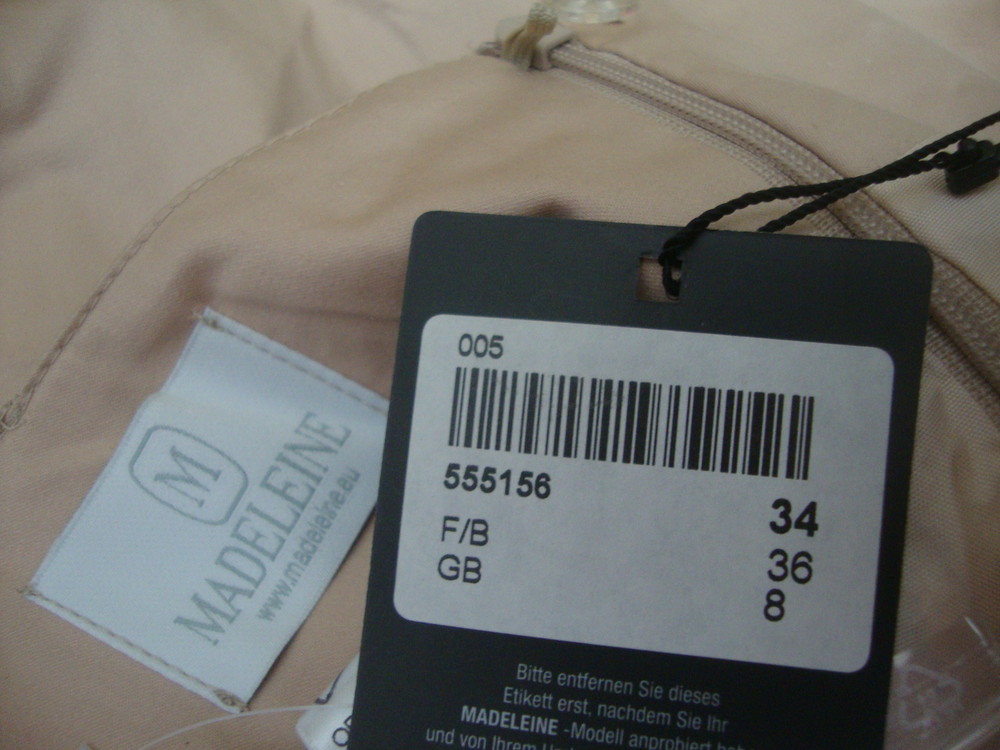 M
MADELEINE
www.madeleine.eu
005
555156
34
F/B 36
GB 8
Bitte entfernen Sie dieses
Etikett erst, nachdem Sie Ihr
MADELEINE -Modell anprobiert
und von Ihrem